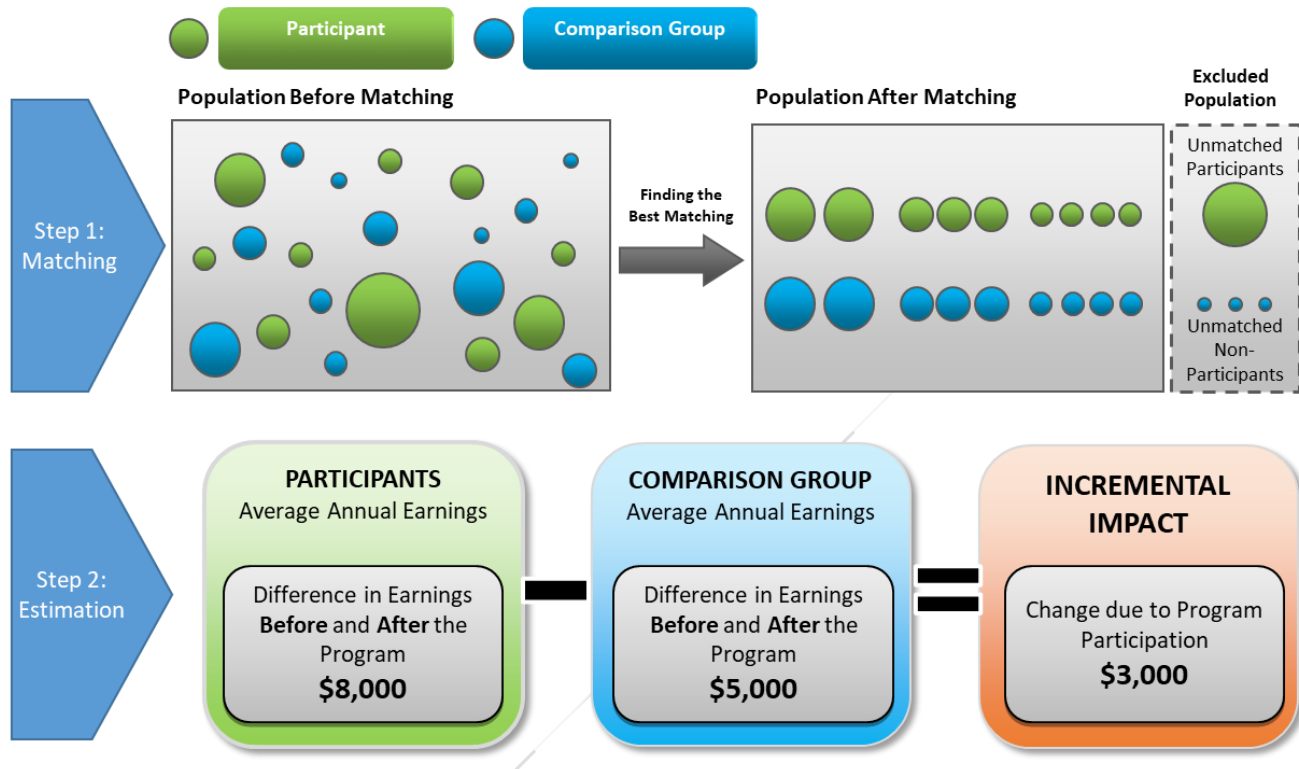 Participant
Comparison Group
Population Before Matching
Population After Matching
Excluded
Population
Step 1:
Matching
Finding the
Best Matching
Unmatched
Participants
Unmatched
Non-
Participants
Step 2:
Estimation
PARTICIPANTS
Average Annual Earnings
Difference in Earnings
Before and After the
Program
$8,000
COMPARISON GROUP
Average Annual Earnings
Difference in Earnings
Before and After the
Program
$5,000
INCREMENTAL
IMPACT
Change due to Program
Participation
$3,000